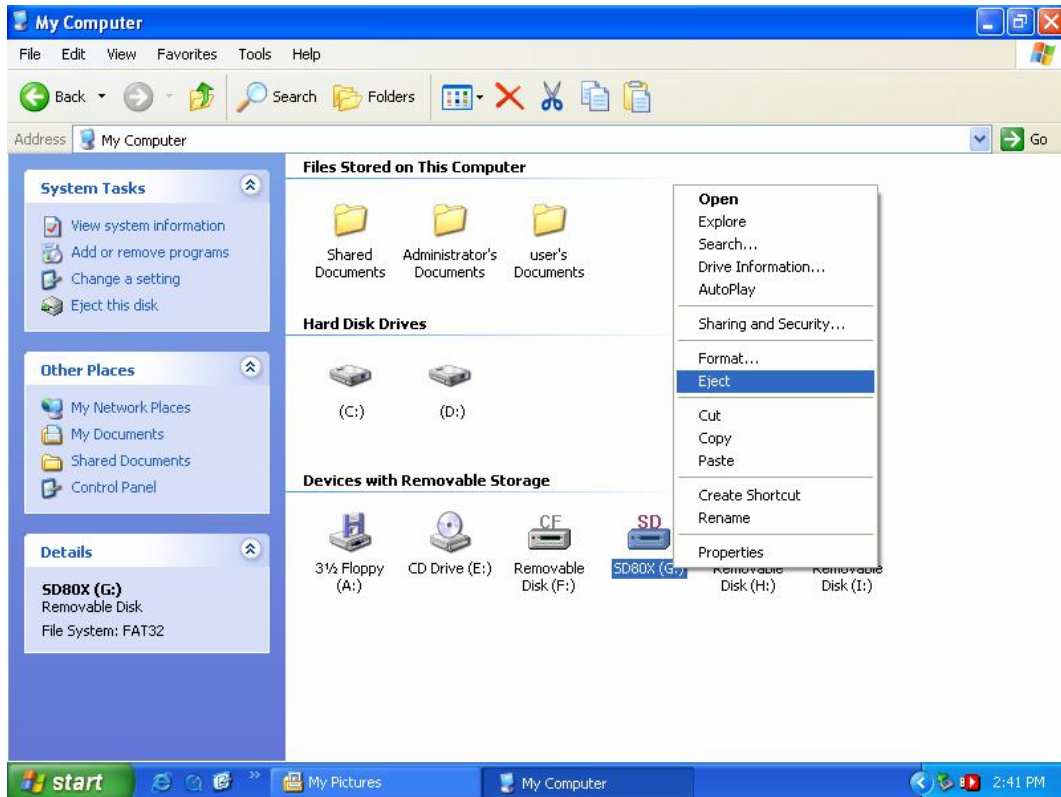 My Computer
File Edit View Favorites Tools Help
Back Search Folders
Address My Computer Go
System Tasks
View system information
Add or remove programs
Change a setting
Eject this disk
Other Places
My Network Places
My Documents
Shared Documents
Control Panel
Details
SD80X (G:)
Removable Disk
File System: FAT32
Files Stored on This Computer
Shared Documents
Administrator's Documents
user's Documents
Hard Disk Drives
(C:) (D:)
Devices with Removable Storage
CF SD
3½ Floppy (A:)
CD Drive (E:)
Removable Disk (F:)
SD80X (G:)
Removable Disk (H:)
Removable Disk (I:)
Open
Explore
Search...
Drive Information...
AutoPlay
Sharing and Security...
Format...
Eject
Cut
Copy
Paste
Create Shortcut
Rename
Properties
start My Pictures My Computer 2:41 PM